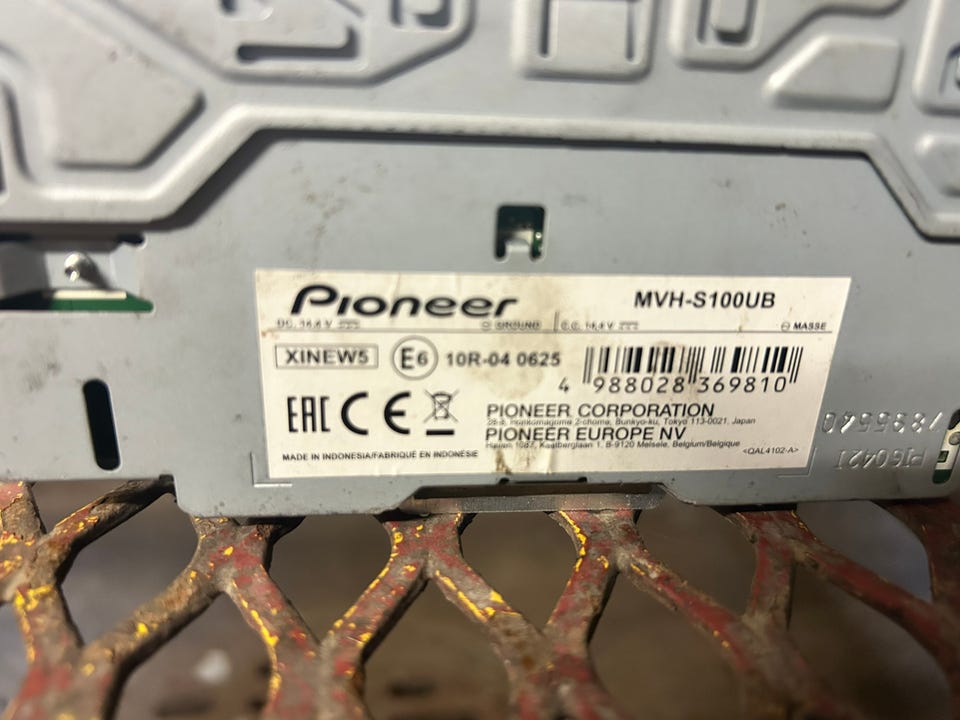 Pioneer MVH-S100UB
DC. 14,4 V GROUND C.C. 14,4 V MASSE
XINEW5 E6 10R-04 0625
4 988028 369810
EAC CE
PIONEER CORPORATION
28-8, Honkomagome 2-chome, Bunkyo-ku, Tokyo 113-0021, Japan
PIONEER EUROPE NV
Haven 1087, Keetberglaan 1, B-9120 Melsele, Belgium/Belgique
MADE IN INDONESIA/FABRIQUÉ EN INDONÉSIE <QAL4102-A>